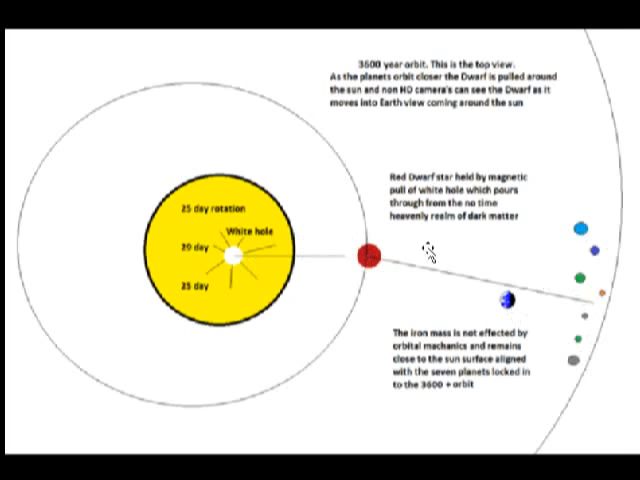 3600 year orbit. This is the top view.
As the planets orbit closer the Dwarf is pulled around
the sun and non HD camera's can see the Dwarf as it
moves into Earth view coming around the sun
Red Dwarf star held by magnetic
pull of white hole which pours
through from the no time
heavenly realm of dark matter
25 day rotation
White hole
29 day
25 day
The iron mass is not effected by
orbital mechanics and remains
close to the sun surface aligned
with the seven planets locked in
to the 3600 + orbit